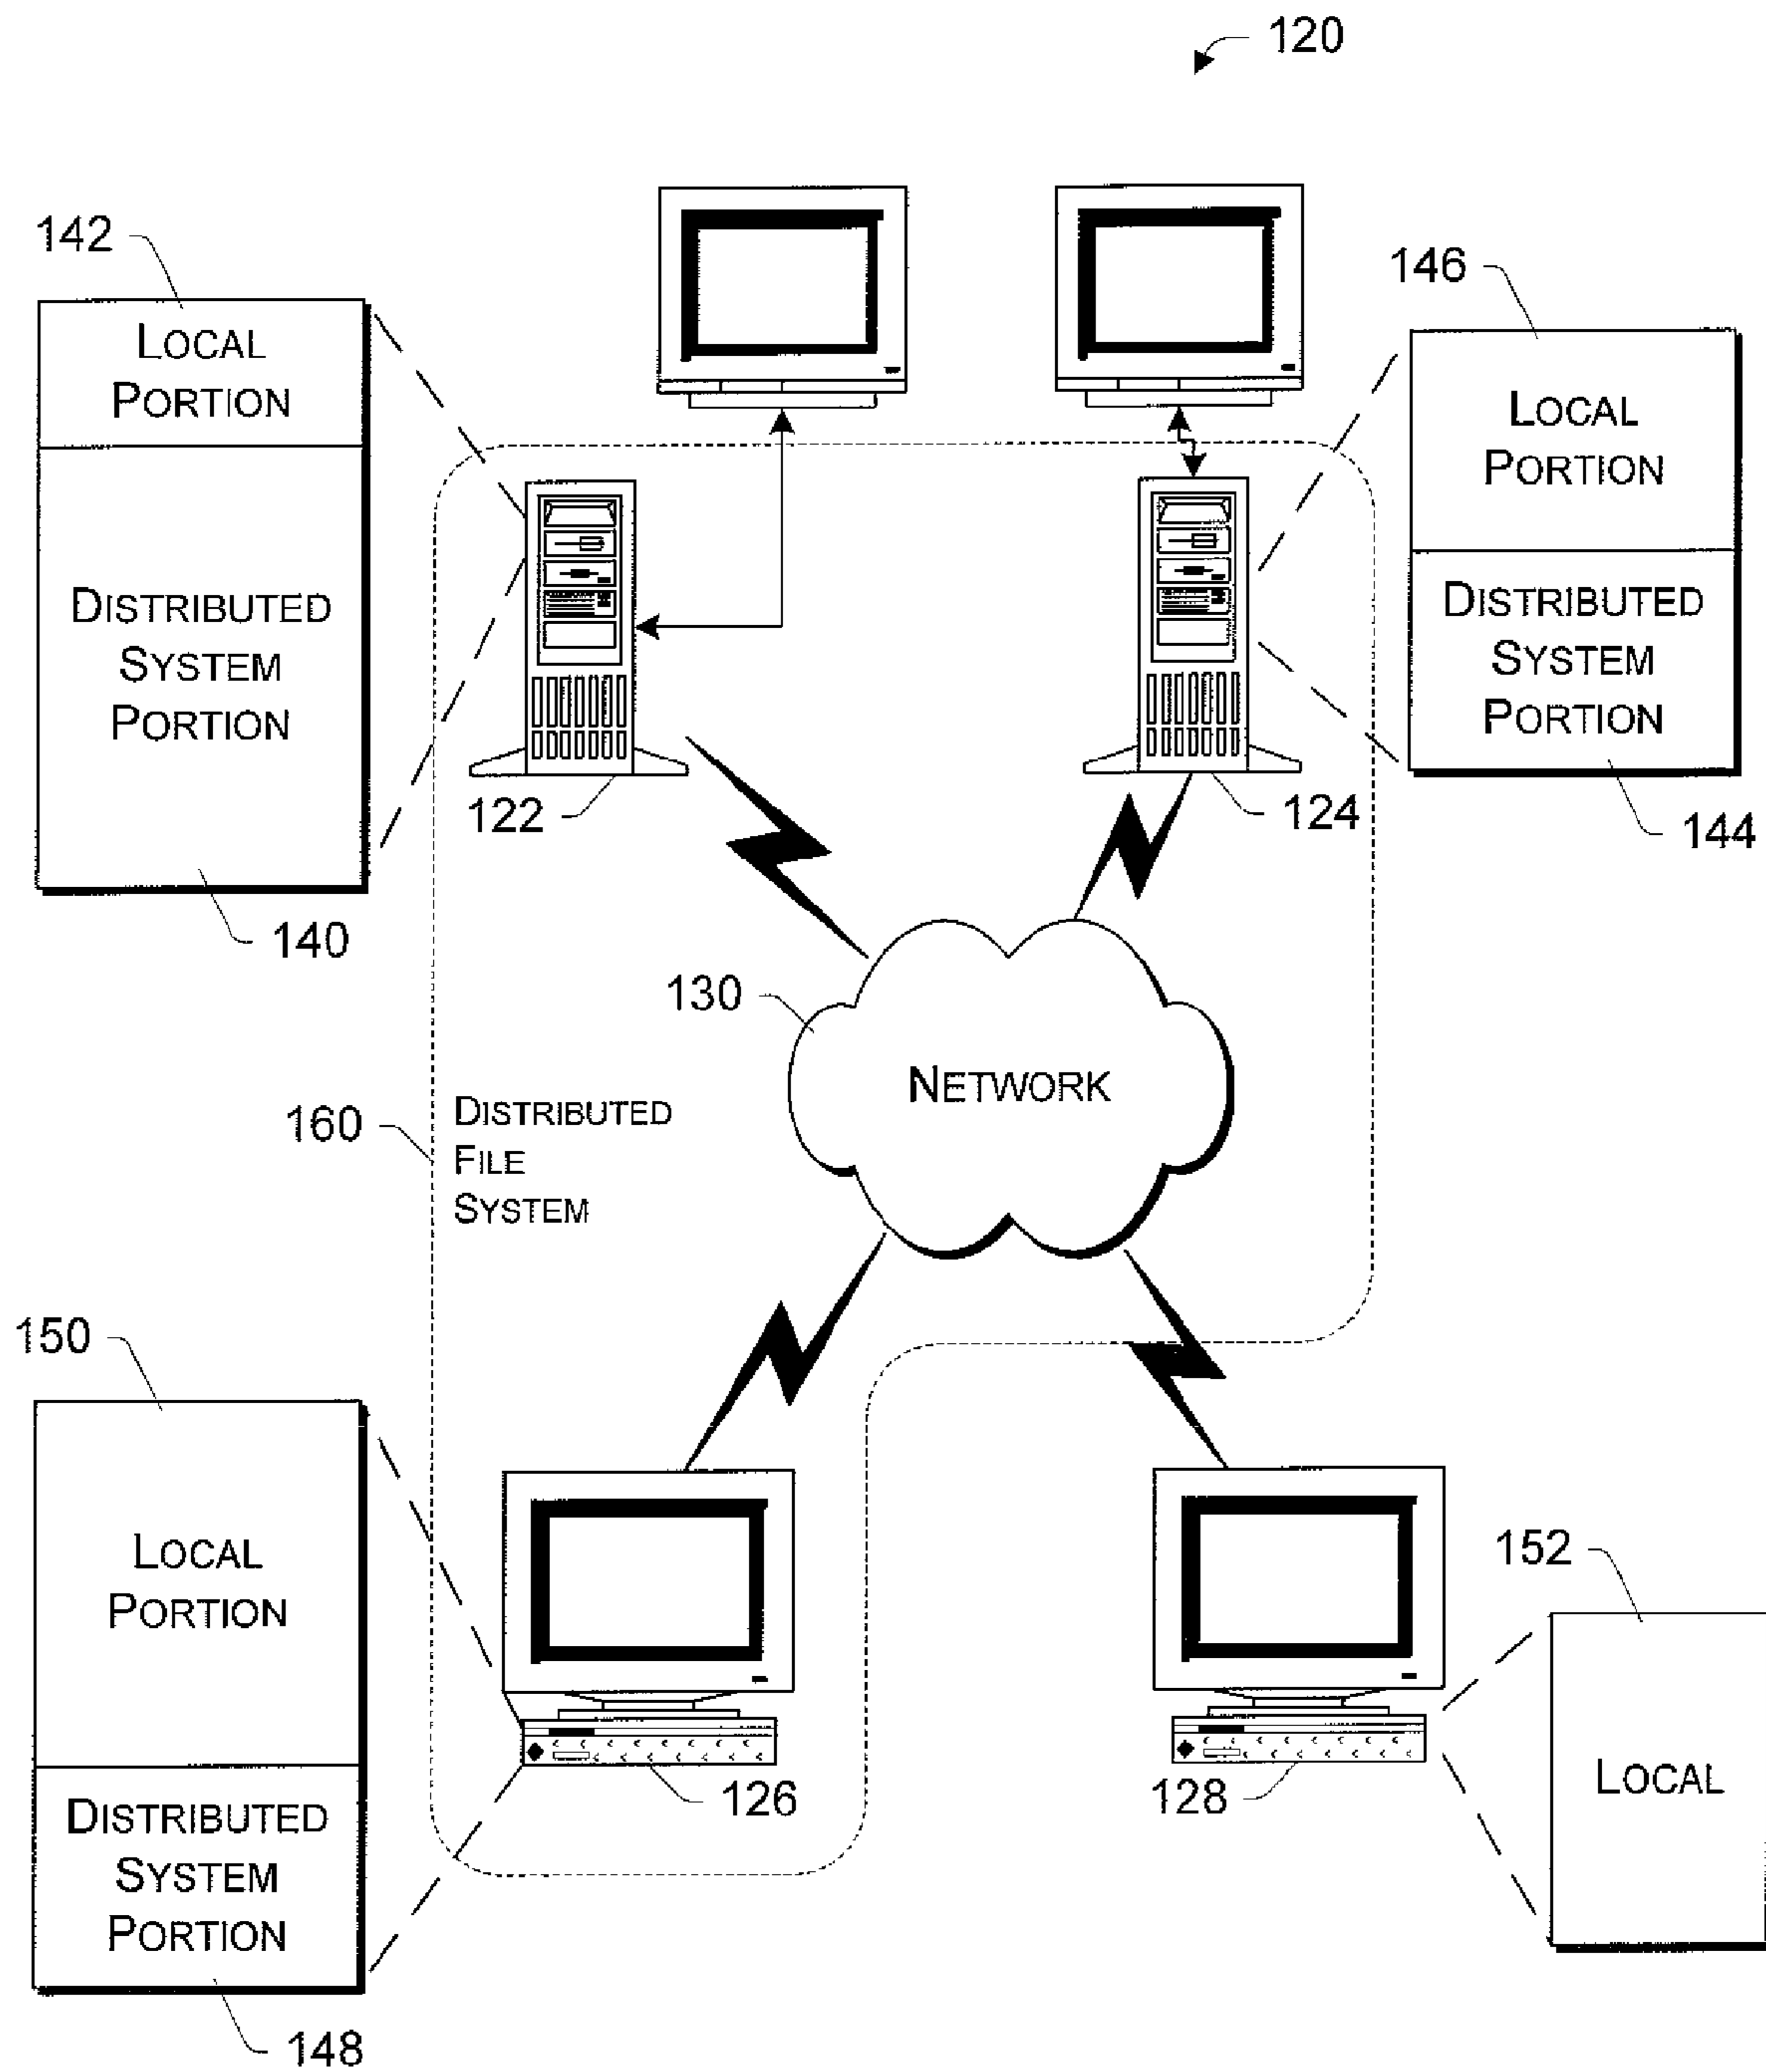 120
142
LOCAL
PORTION
DISTRIBUTED
SYSTEM
PORTION
140
146
LOCAL
PORTION
DISTRIBUTED
SYSTEM
PORTION
144
122
124
130
NETWORK
160
DISTRIBUTED
FILE
SYSTEM
150
LOCAL
PORTION
DISTRIBUTED
SYSTEM
PORTION
148
126
128
152
LOCAL